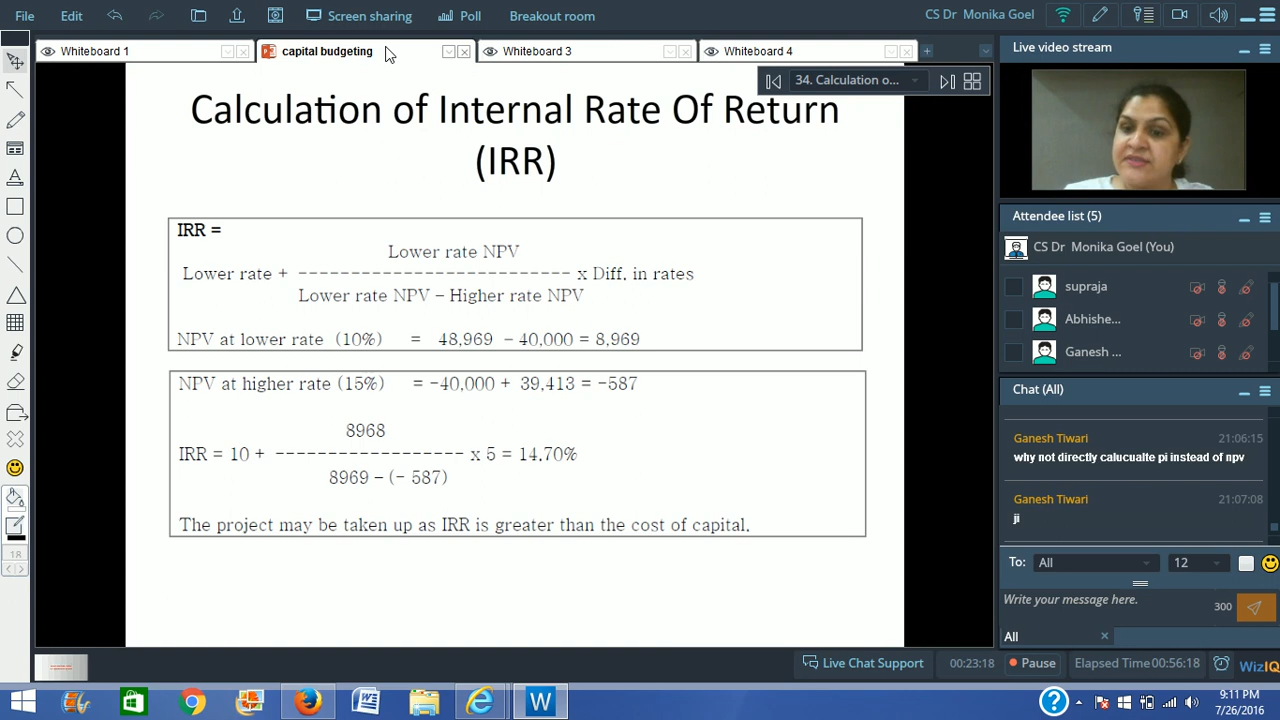 File
Edit
Screen sharing
Poll
Breakout room
CS Dr Monika Goel
Whiteboard 1
capital budgeting
Whiteboard 3
Whiteboard 4
34. Calculation o...
Calculation of Internal Rate Of Return
(IRR)
IRR =
Lower rate NPV
Lower rate + -------------------------- x Diff. in rates
Lower rate NPV – Higher rate NPV
NPV at lower rate (10%) = 48,969 – 40,000 = 8,969
NPV at higher rate (15%) = -40,000 + 39,413 = -587
8968
IRR = 10 + ------------------ x 5 = 14.70%
8969 – (- 587)
The project may be taken up as IRR is greater than the cost of capital.
Live video stream
Attendee list (5)
CS Dr Monika Goel (You)
supraja
Abhishe...
Ganesh ...
Chat (All)
Ganesh Tiwari 21:06:15
why not directly calucualte pi instead of npv
Ganesh Tiwari 21:07:08
ji
To: All 12
Write your message here.
300
All
18
Live Chat Support
00:23:18
Pause
Elapsed Time 00:56:18
WizIQ
9:11 PM
7/26/2016